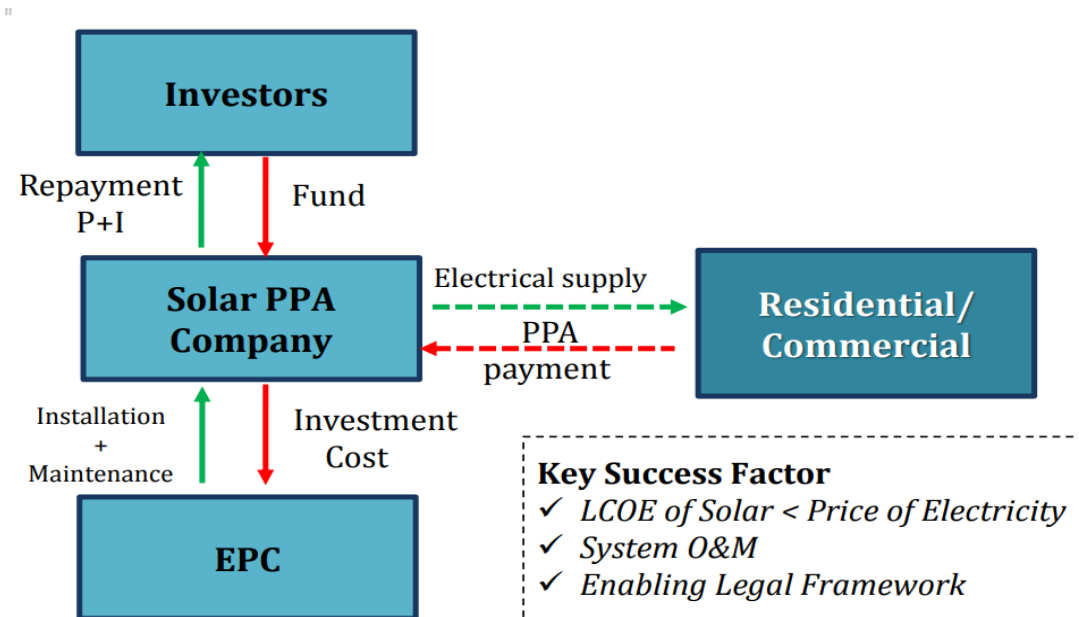 Investors
Repayment
P+I
Fund
Solar PPA
Company
Electrical supply
PPA
payment
Residential/
Commercial
Installation
+
Maintenance
Investment
Cost
EPC
Key Success Factor
✓ LCOE of Solar < Price of Electricity
✓ System O&M
✓ Enabling Legal Framework